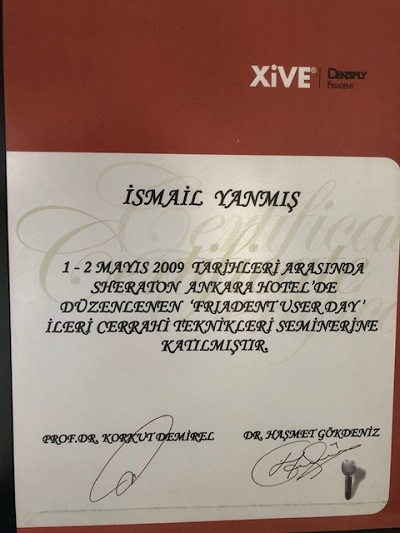 XiVE® DENTSPLY
FRIADENT
Certificate
İSMAİL YANMIŞ
1 - 2 MAYIS 2009 TARİHLERİ ARASINDA
SHERATON ANKARA HOTEL'DE
DÜZENLENEN 'FRIADENT USER DAY'
İLERİ CERRAHİ TEKNİKLERİ SEMİNERİNE
KATILMIŞTIR.
PROF.DR. KORKUT DEMİREL DR. HAŞMET GÖKDENİZ